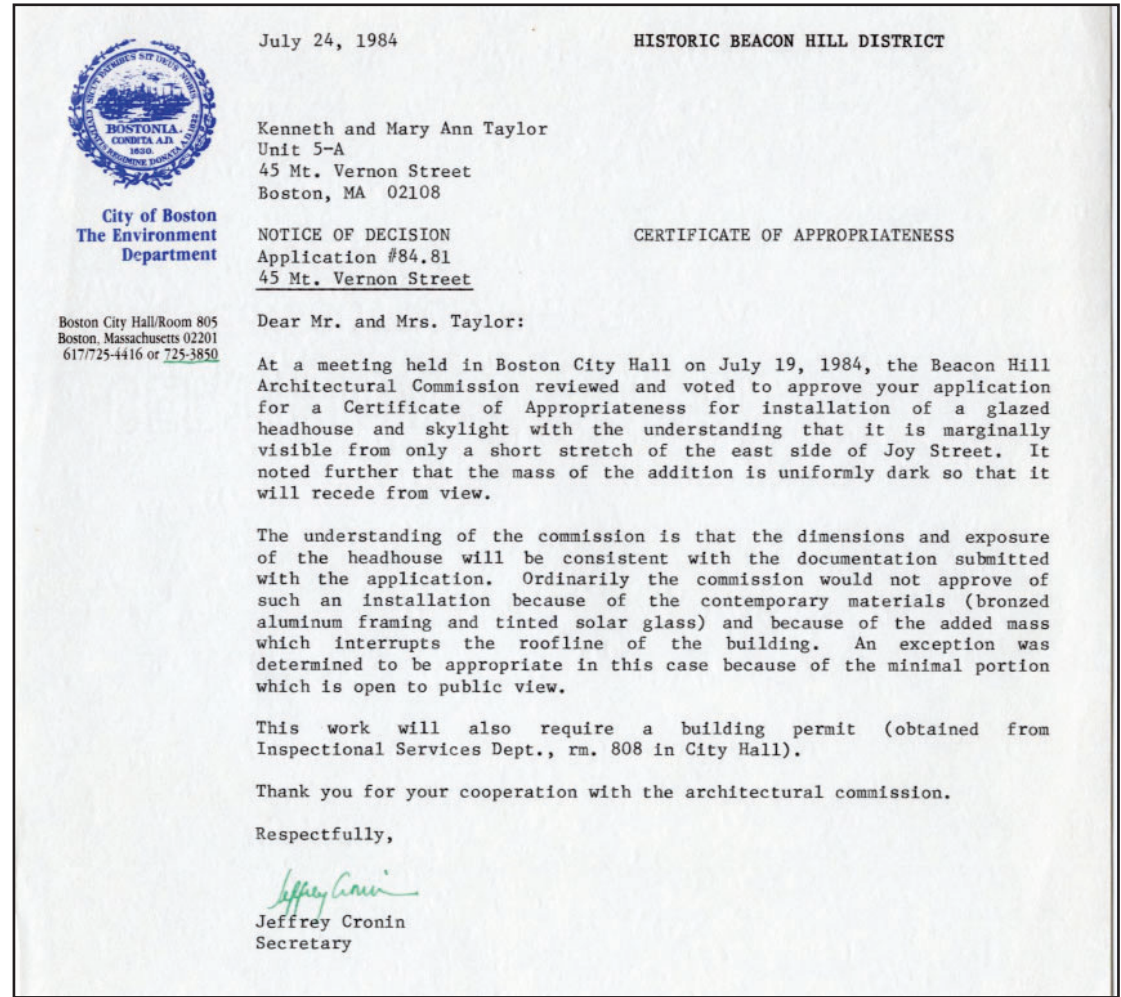 July 24, 1984
HISTORIC BEACON HILL DISTRICT
SICUT PATRIBUS SIT DEUS NOBIS
BOSTONIA.
CONDITA A.D.
1630.
CIVITATIS REGIMINE DONATA A.D. 1822
City of Boston
The Environment
Department
Boston City Hall/Room 805
Boston, Massachusetts 02201
617/725-4416 or 725-3850
Kenneth and Mary Ann Taylor
Unit 5-A
45 Mt. Vernon Street
Boston, MA 02108
NOTICE OF DECISION
CERTIFICATE OF APPROPRIATENESS
Application #84.81
45 Mt. Vernon Street
Dear Mr. and Mrs. Taylor:
At a meeting held in Boston City Hall on July 19, 1984, the Beacon Hill
Architectural Commission reviewed and voted to approve your application
for a Certificate of Appropriateness for installation of a glazed
headhouse and skylight with the understanding that it is marginally
visible from only a short stretch of the east side of Joy Street. It
noted further that the mass of the addition is uniformly dark so that it
will recede from view.
The understanding of the commission is that the dimensions and exposure
of the headhouse will be consistent with the documentation submitted
with the application. Ordinarily the commission would not approve of
such an installation because of the contemporary materials (bronzed
aluminum framing and tinted solar glass) and because of the added mass
which interrupts the roofline of the building. An exception was
determined to be appropriate in this case because of the minimal portion
which is open to public view.
This work will also require a building permit (obtained from
Inspectional Services Dept., rm. 808 in City Hall).
Thank you for your cooperation with the architectural commission.
Respectfully,
Jeffrey Cronin
Jeffrey Cronin
Secretary